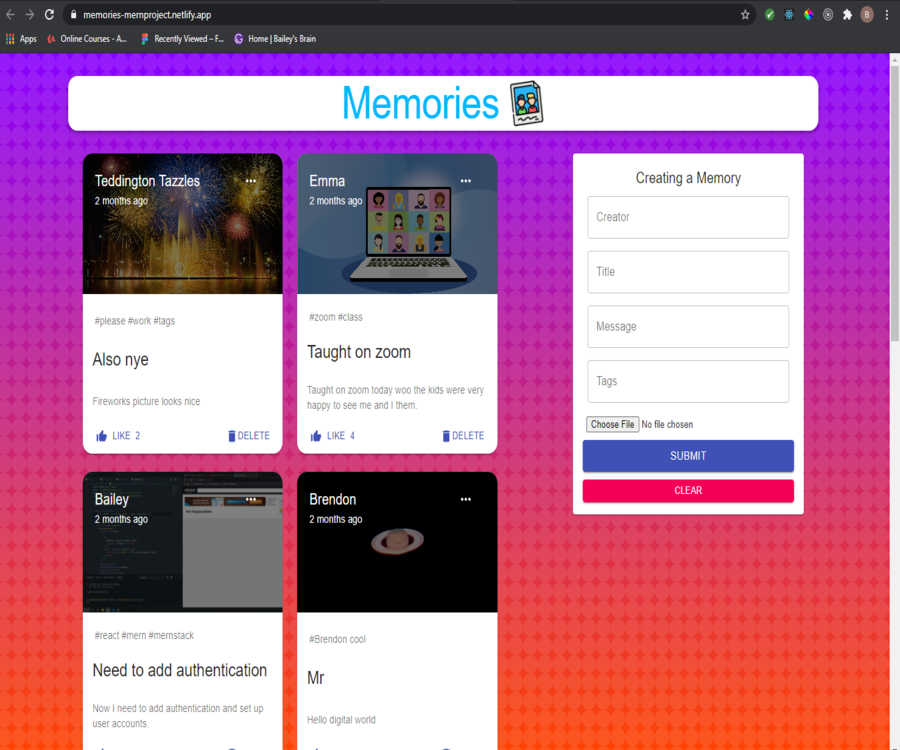 memories-mernproject.netlify.app
B
Apps
Online Courses - A...
Recently Viewed – F...
Home | Bailey's Brain
Memories
Teddington Tazzles
•••
2 months ago
#please #work #tags
Also nye
Fireworks picture looks nice
LIKE 2
DELETE
Emma
•••
2 months ago
#zoom #class
Taught on zoom
Taught on zoom today woo the kids were very
happy to see me and I them.
LIKE 4
DELETE
Creating a Memory
Creator
Title
Message
Tags
Choose File No file chosen
SUBMIT
CLEAR
Bailey
•••
2 months ago
#react #mern #mernstack
Need to add authentication
Now I need to add authentication and set up
user accounts.
Brendon
•••
2 months ago
#Brendon cool
Mr
Hello digital world